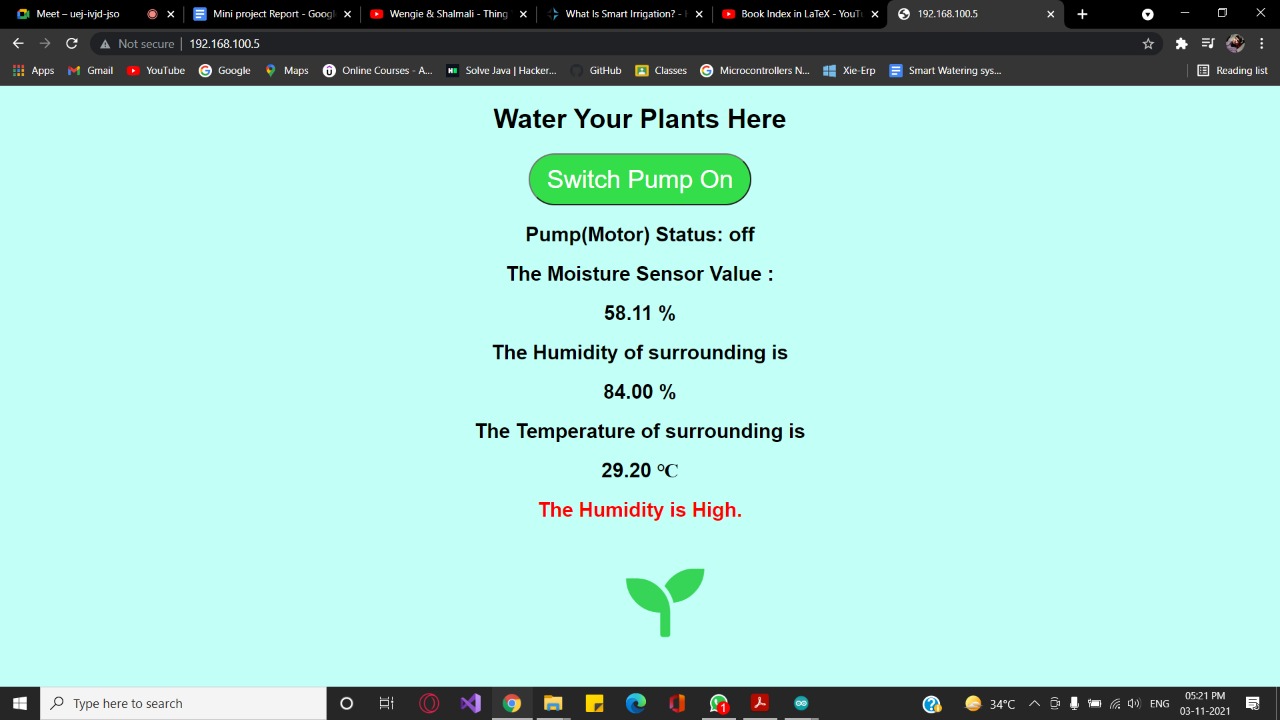 Meet – uej-ivjd-jso
Mini project Report - Googl
Wengie & Shalmali - Thing
What Is Smart Irrigation? -
Book Index in LaTeX - YouTu
192.168.100.5
Not secure
192.168.100.5
Apps
Gmail
YouTube
Google
Maps
Online Courses - A...
Solve Java | Hacker...
GitHub
Classes
Microcontrollers N...
Xie-Erp
Smart Watering sys...
Reading list
Water Your Plants Here
Switch Pump On
Pump(Motor) Status: off
The Moisture Sensor Value :
58.11 %
The Humidity of surrounding is
84.00 %
The Temperature of surrounding is
29.20 ℃
The Humidity is High.
Type here to search
1
34°C
ENG
05:21 PM
03-11-2021